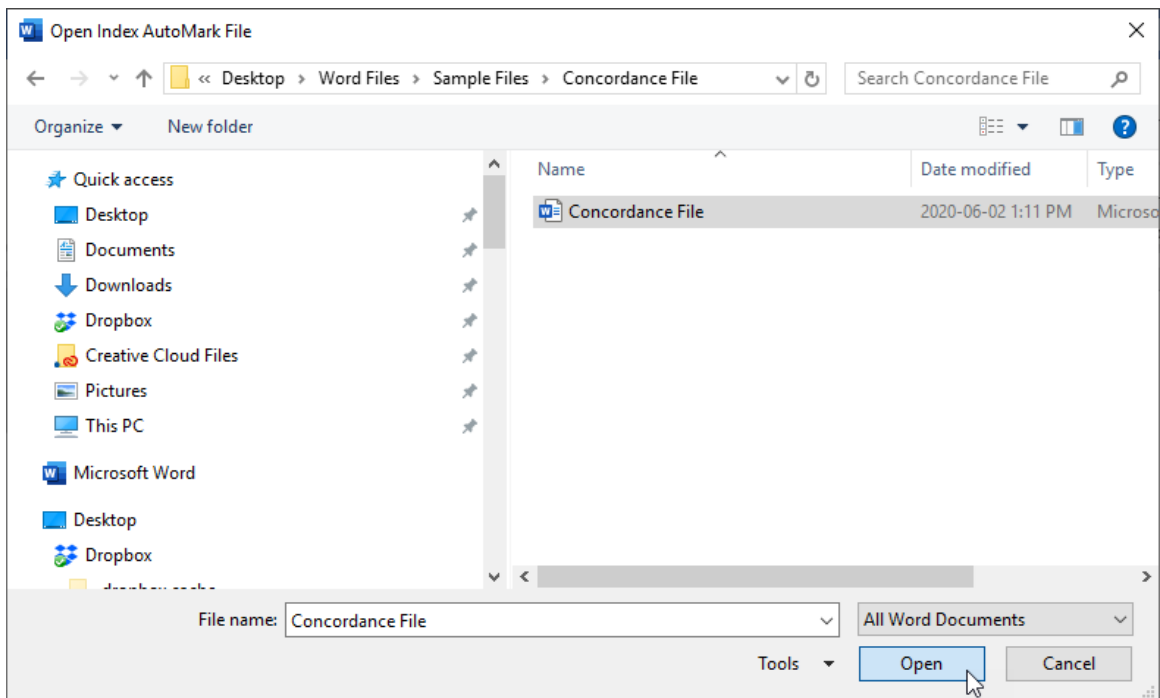 Open Index AutoMark File
« Desktop > Word Files > Sample Files > Concordance File
Search Concordance File
Organize
New folder
Name
Date modified
Type
Quick access
Desktop
Documents
Downloads
Dropbox
Creative Cloud Files
Pictures
This PC
Microsoft Word
Desktop
Dropbox
Concordance File 2020-06-02 1:11 PM Microso
File name: Concordance File
All Word Documents
Tools
Open
Cancel